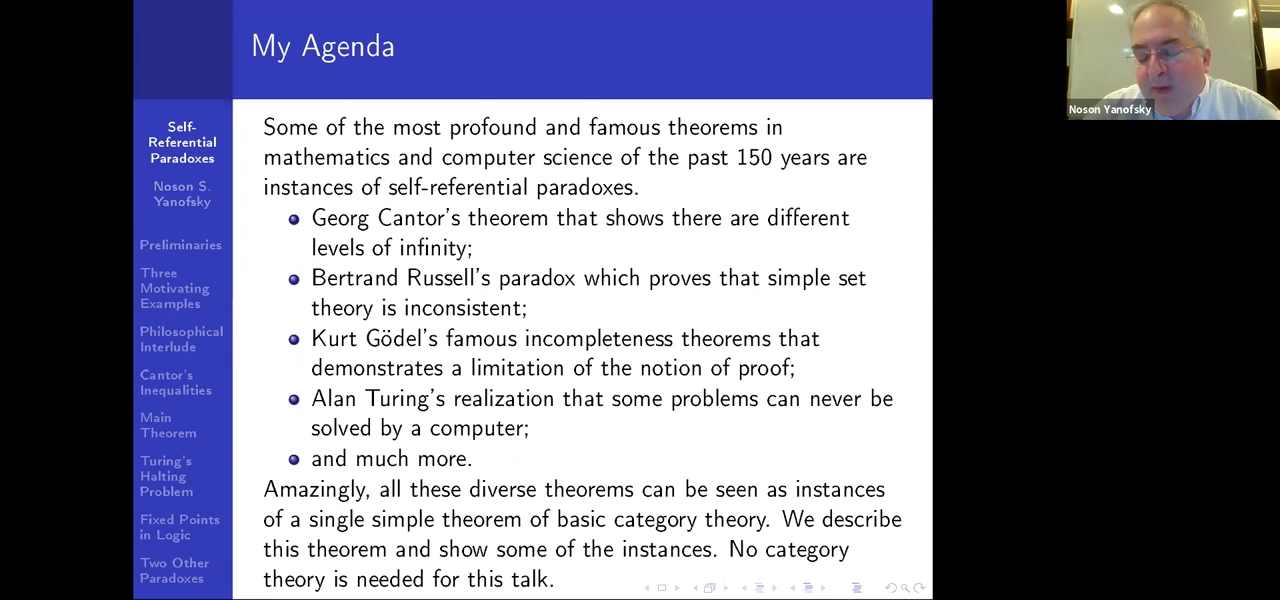 My Agenda
Self-
Referential
Paradoxes
Noson S.
Yanofsky
Preliminaries
Three
Motivating
Examples
Philosophical
Interlude
Cantor's
Inequalities
Main
Theorem
Turing's
Halting
Problem
Fixed Points
in Logic
Two Other
Paradoxes
Some of the most profound and famous theorems in
mathematics and computer science of the past 150 years are
instances of self-referential paradoxes.
Georg Cantor's theorem that shows there are different
levels of infinity;
Bertrand Russell's paradox which proves that simple set
theory is inconsistent;
Kurt Gödel's famous incompleteness theorems that
demonstrates a limitation of the notion of proof;
Alan Turing's realization that some problems can never be
solved by a computer;
and much more.
Amazingly, all these diverse theorems can be seen as instances
of a single simple theorem of basic category theory. We describe
this theorem and show some of the instances. No category
theory is needed for this talk.
Noson Yanofsky